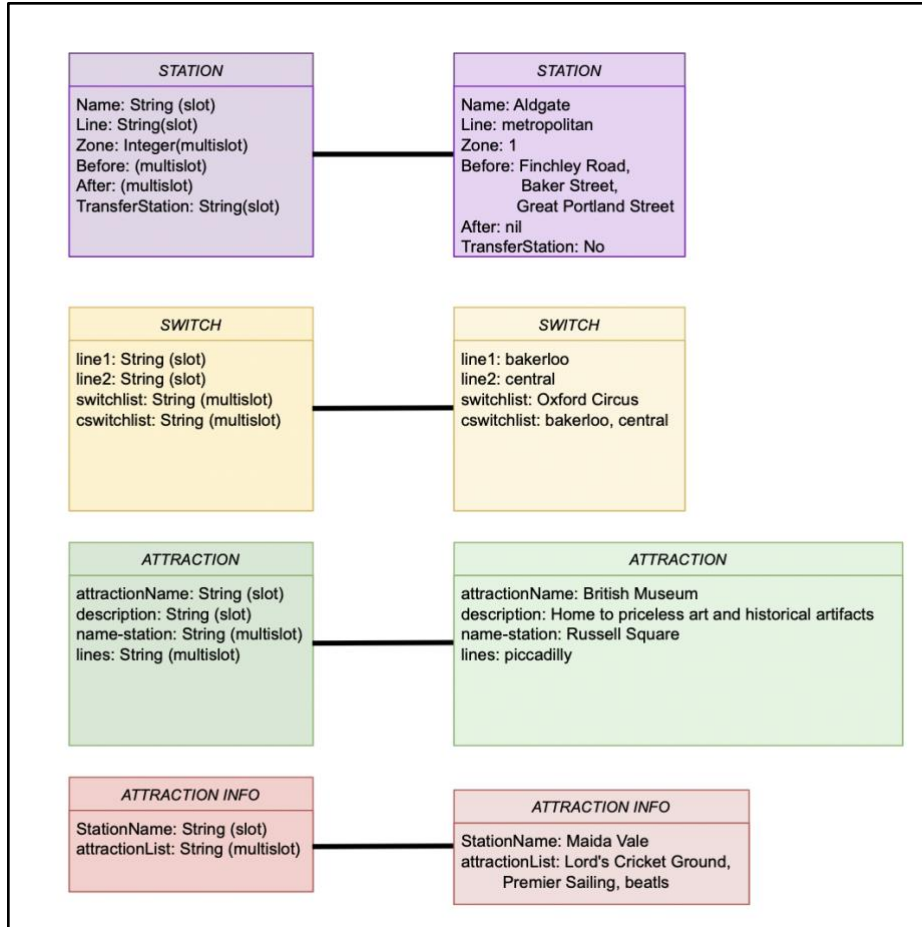 STATION
Name: String (slot)
Line: String(slot)
Zone: Integer(multislot)
Before: (multislot)
After: (multislot)
TransferStation: String(slot)
STATION
Name: Aldgate
Line: metropolitan
Zone: 1
Before: Finchley Road,
Baker Street,
Great Portland Street
After: nil
TransferStation: No
SWITCH
line1: String (slot)
line2: String (slot)
switchlist: String (multislot)
cswitchlist: String (multislot)
SWITCH
line1: bakerloo
line2: central
switchlist: Oxford Circus
cswitchlist: bakerloo, central
ATTRACTION
attractionName: String (slot)
description: String (slot)
name-station: String (multislot)
lines: String (multislot)
ATTRACTION
attractionName: British Museum
description: Home to priceless art and historical artifacts
name-station: Russell Square
lines: piccadilly
ATTRACTION INFO
StationName: String (slot)
attractionList: String (multislot)
ATTRACTION INFO
StationName: Maida Vale
attractionList: Lord's Cricket Ground,
Premier Sailing, beatls